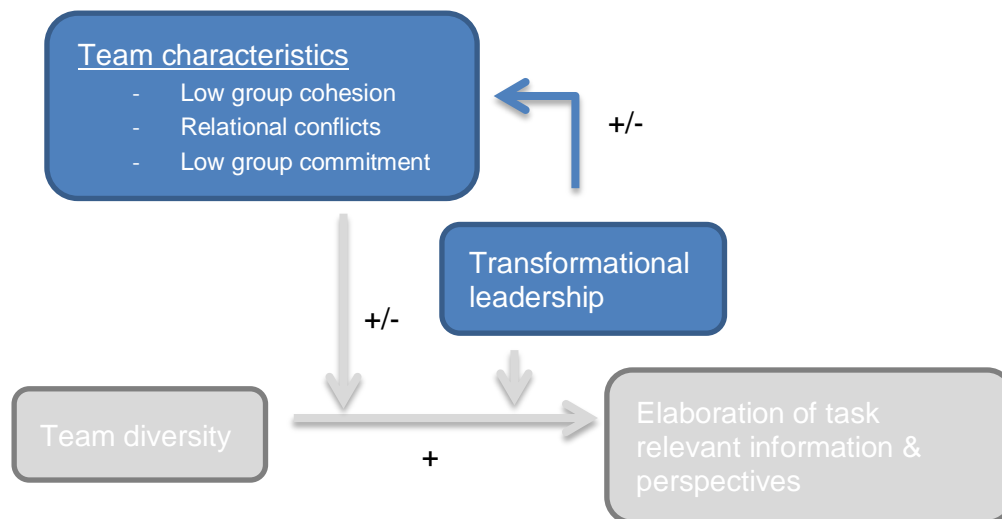 Team characteristics
- Low group cohesion
- Relational conflicts
- Low group commitment
+/-
Transformational
leadership
+/-
Team diversity
+
Elaboration of task
relevant information &
perspectives